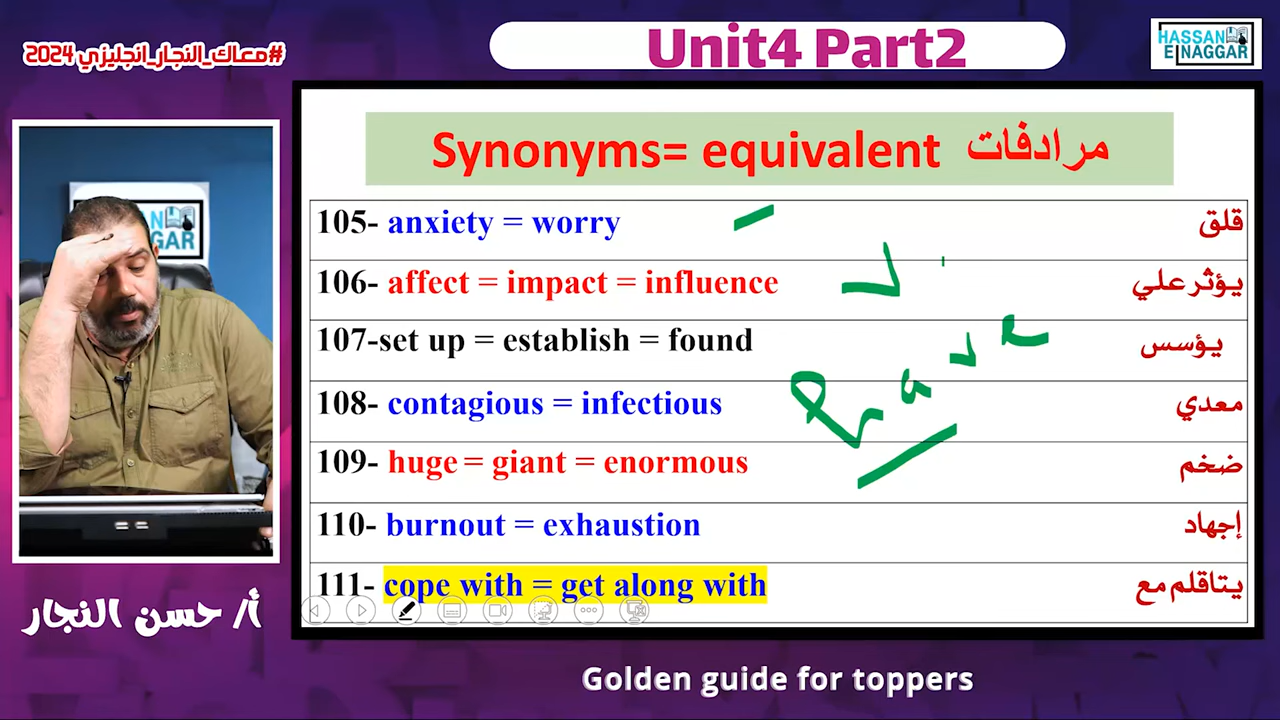 #معاك_النجار_انجليزي 2024
Unit4 Part2
HASSAN
ELNAGGAR
Synonyms= equivalent مرادفات
105- anxiety = worry قلق
106- affect = impact = influence يؤثر علي
107-set up = establish = found يؤسس
108- contagious = infectious معدي
109- huge = giant = enormous ضخم
110- burnout = exhaustion إجهاد
111- cope with = get along with يتاقلم مع
أ/ حسن النجار
Golden guide for toppers